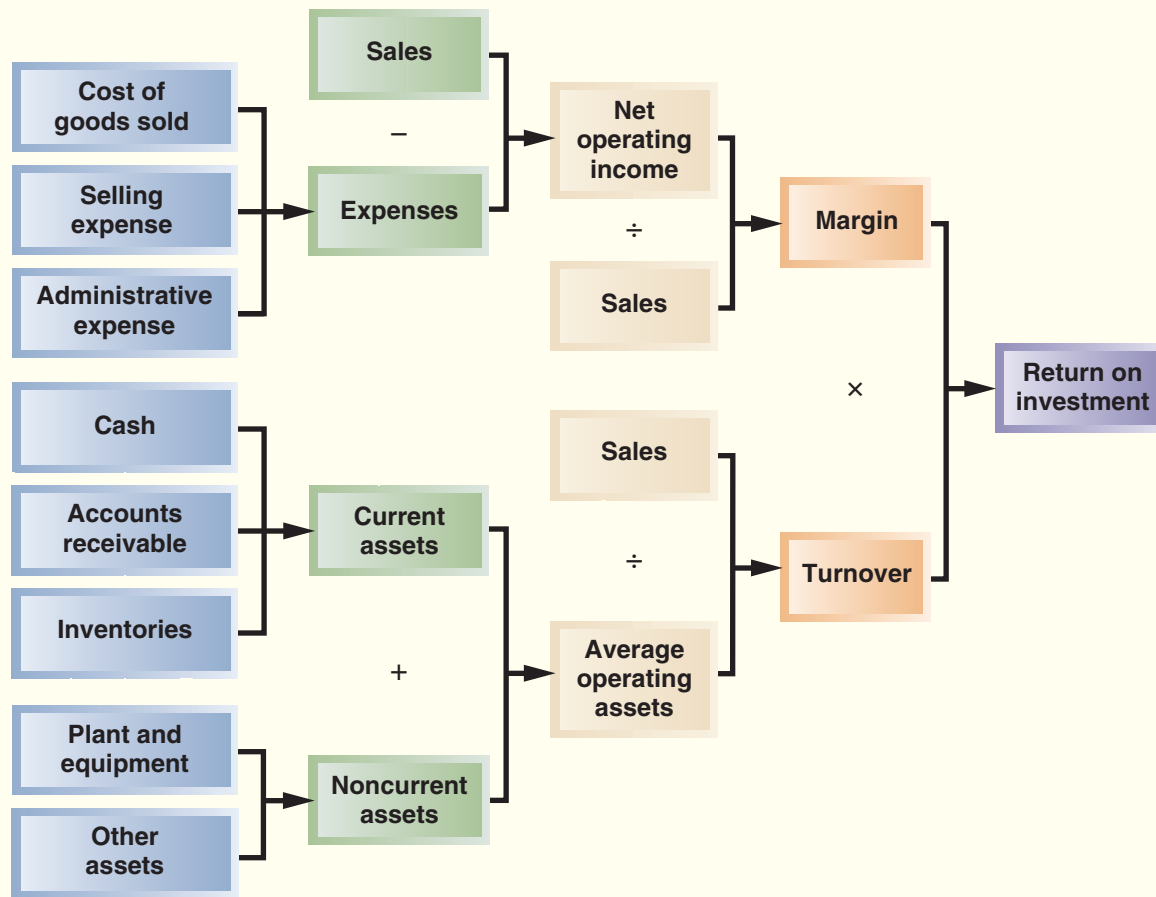 Sales
Cost of
goods sold
−
Net
operating
income
Selling
expense
Expenses
Margin
÷
Administrative
expense
Sales
Return on
investment
×
Cash
Sales
Accounts
receivable
Current
assets
÷
Turnover
Inventories
+
Average
operating
assets
Plant and
equipment
Noncurrent
assets
Other
assets